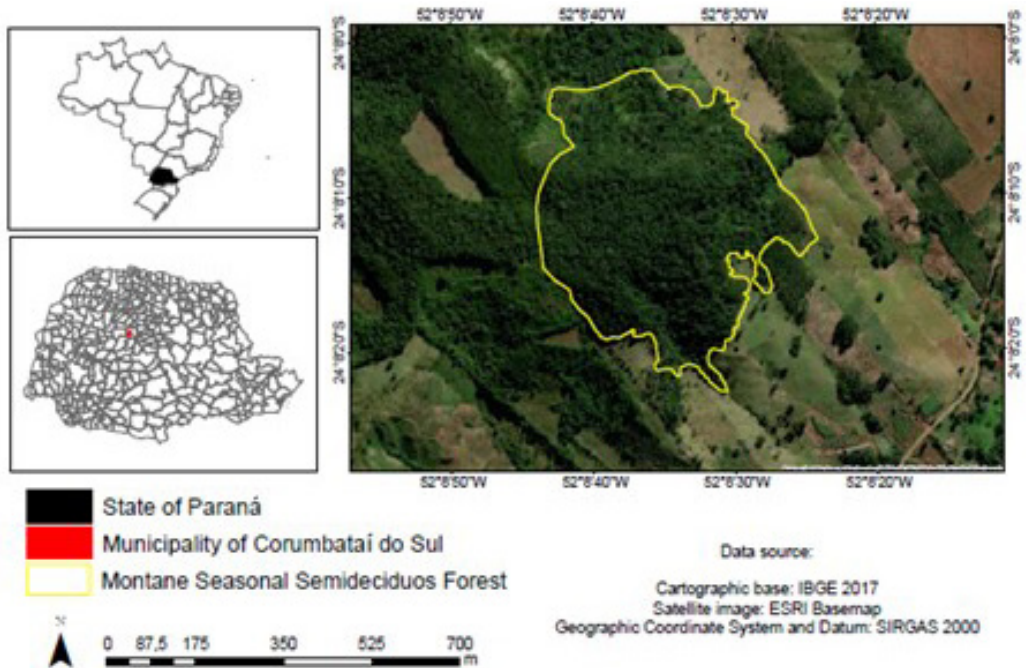 52°8'50"W 52°8'40"W 52°8'30"W 52°8'20"W
24°8'0"S 24°8'0"S
24°8'10"S 24°8'10"S
24°8'20"S 24°8'20"S
52°8'50"W 52°8'40"W 52°8'30"W 52°8'20"W
State of Paraná
Municipality of Corumbataí do Sul
Montane Seasonal Semideciduos Forest
Data source:
Cartographic base: IBGE 2017
Satellite image: ESRI Basemap
Geographic Coordinate System and Datum: SIRGAS 2000
N
0 87,5 175 350 525 700
m